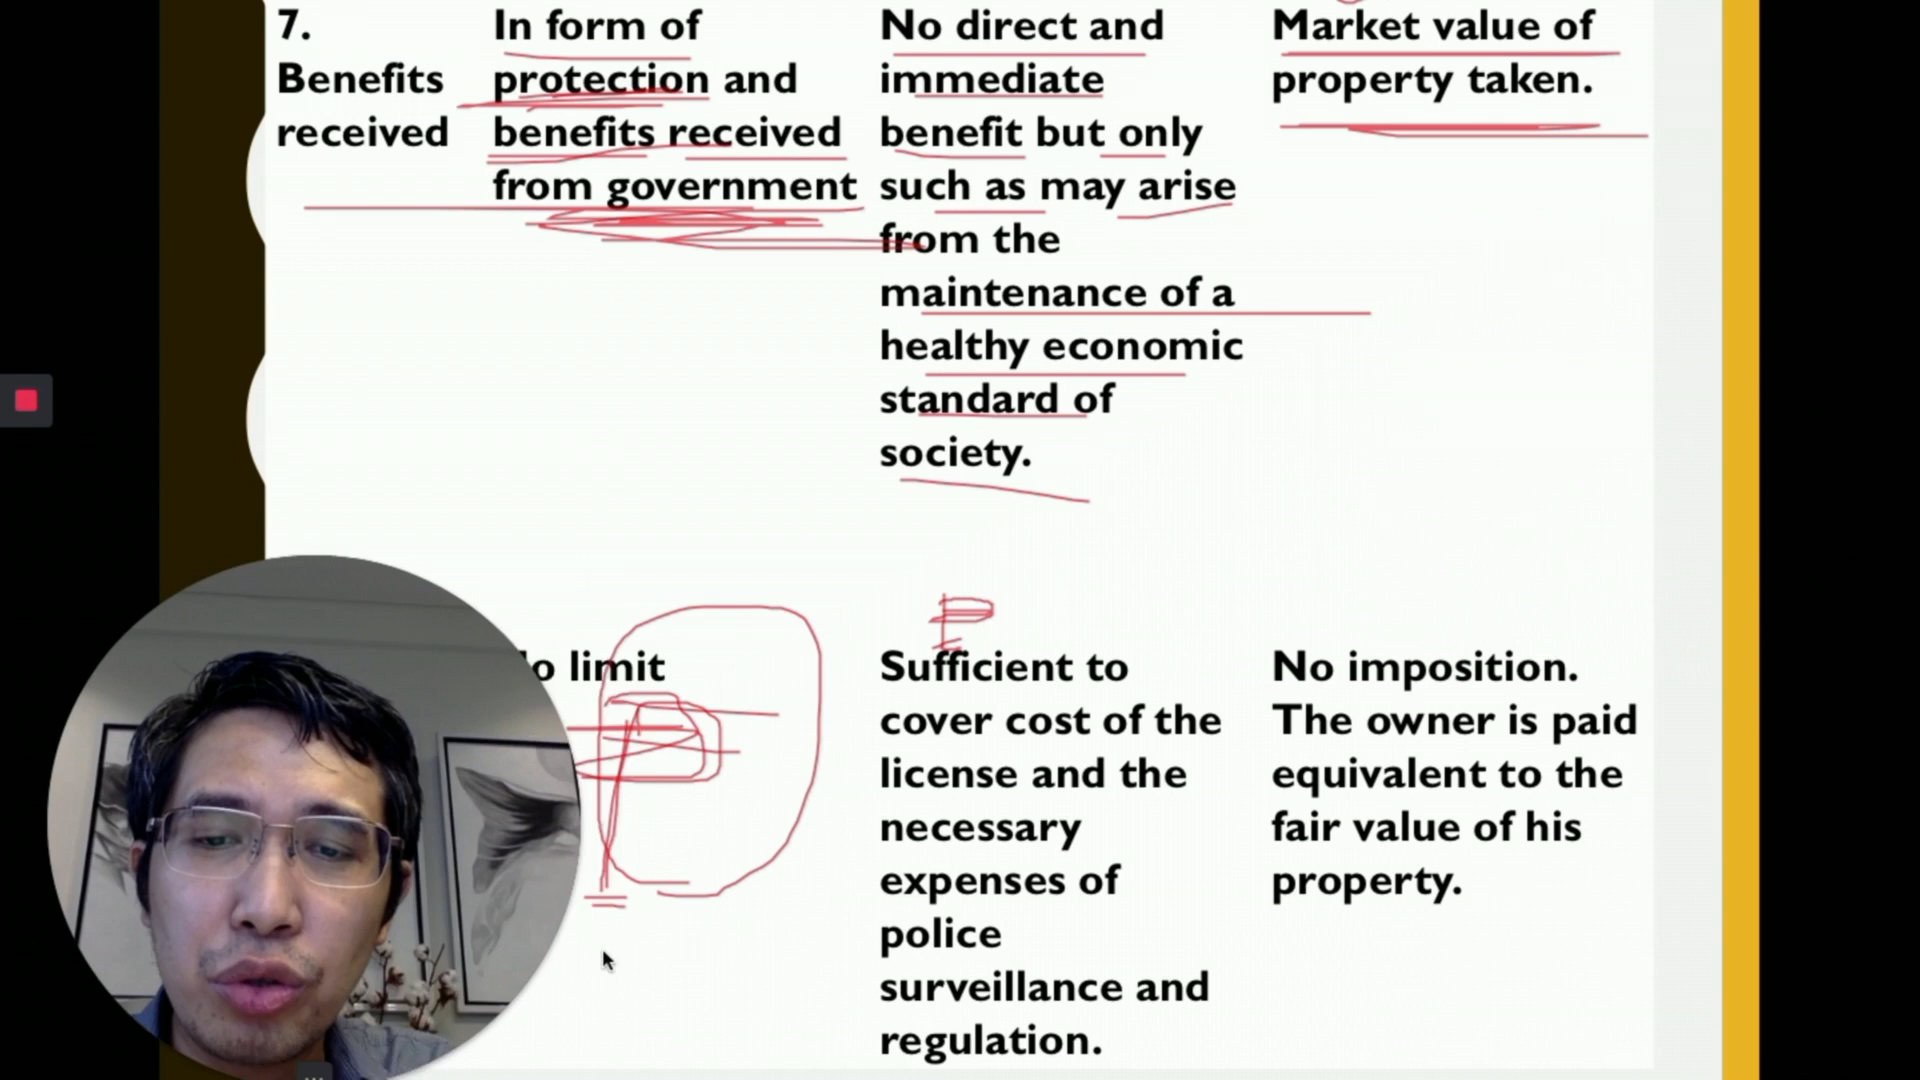 7.
Benefits
received
In form of
protection and
benefits received
from government
No direct and
immediate
benefit but only
such as may arise
from the
maintenance of a
healthy economic
standard of
society.
Market value of
property taken.
limit
P
Sufficient to
cover cost of the
license and the
necessary
expenses of
police
surveillance and
regulation.
No imposition.
The owner is paid
equivalent to the
fair value of his
property.